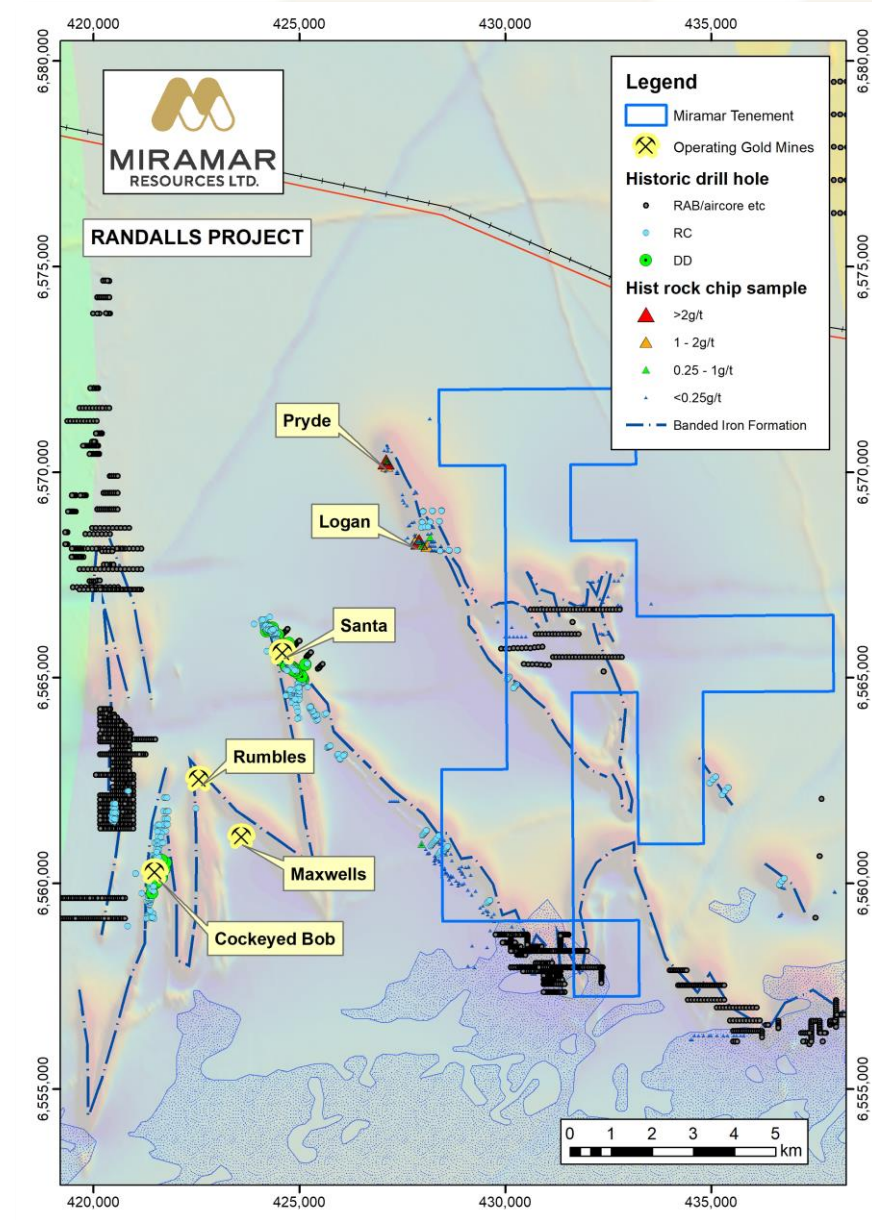 420,000
425,000
430,000
435,000
6,580,000
6,580,000
MIRAMAR
RESOURCES LTD.
RANDALLS PROJECT
Legend
Miramar Tenement
Operating Gold Mines
Historic drill hole
RAB/aircore etc
RC
DD
Hist rock chip sample
>2g/t
1 - 2g/t
0.25 - 1g/t
<0.25g/t
Banded Iron Formation
6,575,000
6,575,000
Pryde
6,570,000
6,570,000
Logan
Santa
6,565,000
6,565,000
Rumbles
Maxwells
6,560,000
6,560,000
Cockeyed Bob
6,555,000
6,555,000
0 1 2 3 4 5
km
420,000
425,000
430,000
435,000